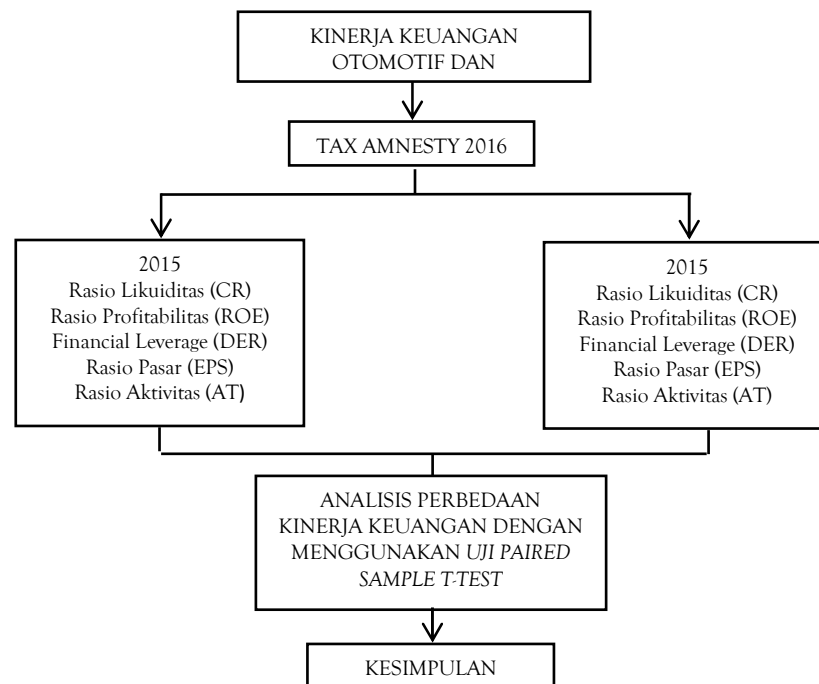 KINERJA KEUANGAN
OTOMOTIF DAN
TAX AMNESTY 2016
2015
Rasio Likuiditas (CR)
Rasio Profitabilitas (ROE)
Financial Leverage (DER)
Rasio Pasar (EPS)
Rasio Aktivitas (AT)
2015
Rasio Likuiditas (CR)
Rasio Profitabilitas (ROE)
Financial Leverage (DER)
Rasio Pasar (EPS)
Rasio Aktivitas (AT)
ANALISIS PERBEDAAN
KINERJA KEUANGAN DENGAN
MENGGUNAKAN UJI PAIRED
SAMPLE T-TEST
KESIMPULAN